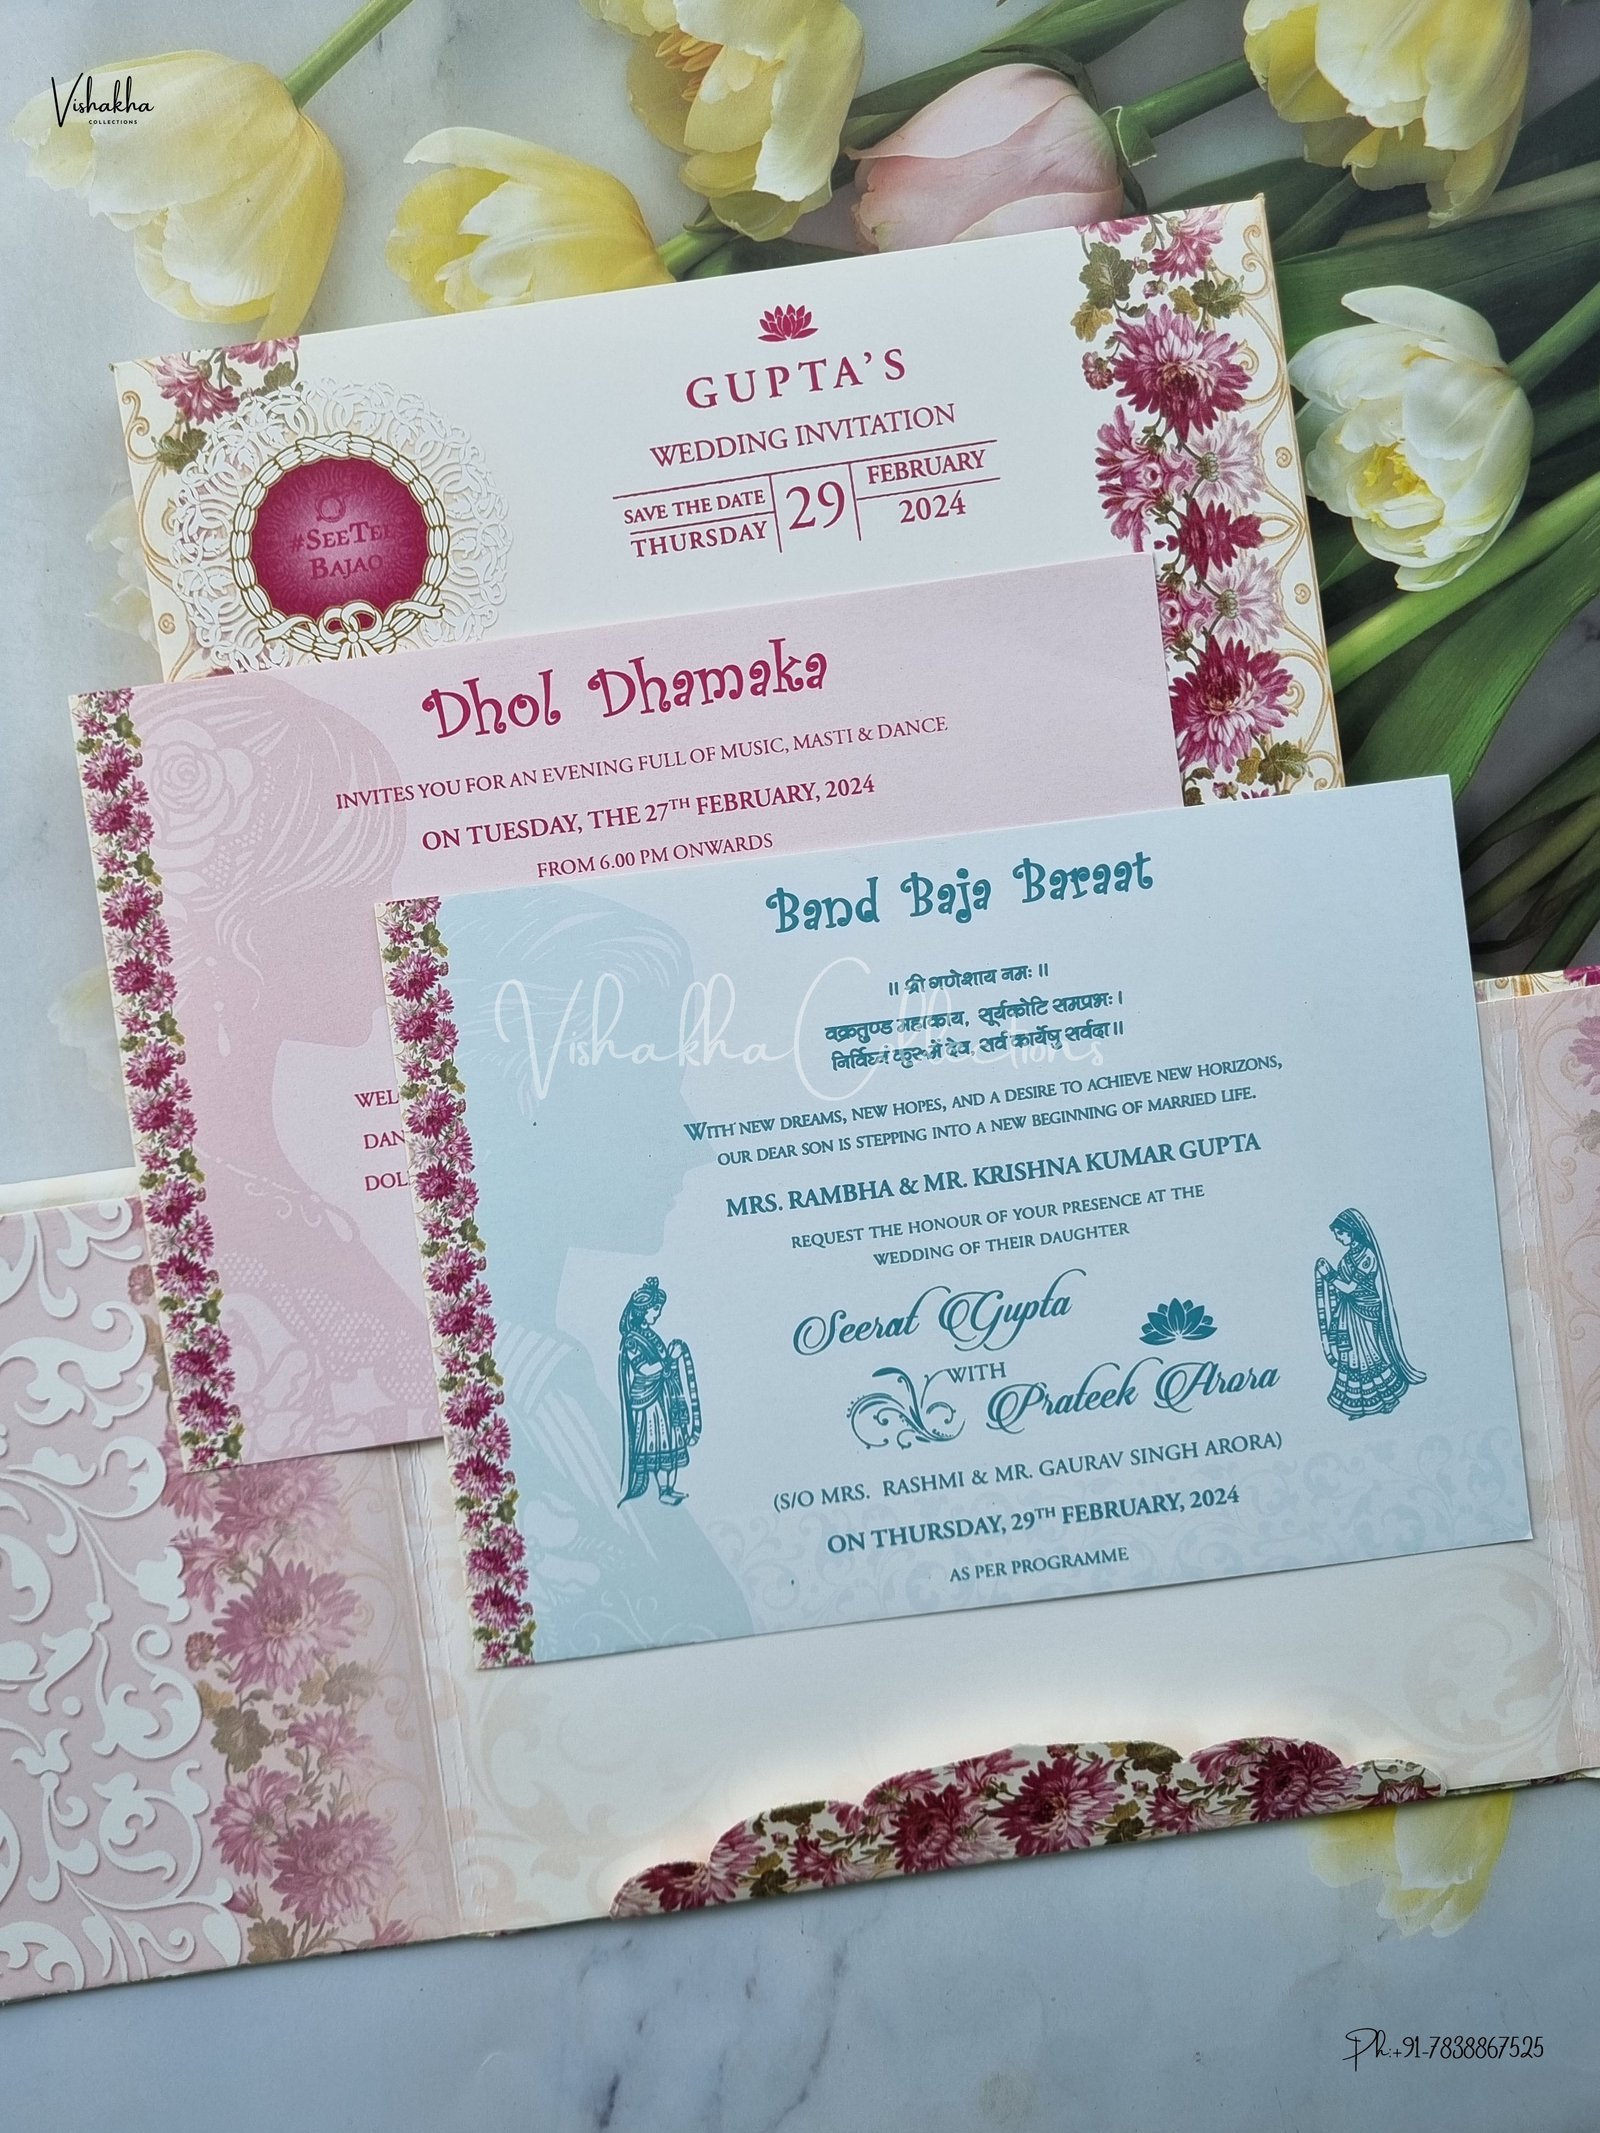 Vishakha
COLLECTIONS
GUPTA'S
WEDDING INVITATION
SAVE THE DATE
THURSDAY
29
FEBRUARY
2024
#SEETEE
BAJAO
Dhol Dhamaka
INVITES YOU FOR AN EVENING FULL OF MUSIC, MASTI & DANCE
ON TUESDAY, THE 27TH FEBRUARY, 2024
FROM 6.00 PM ONWARDS
WEL
DAN
DOL
Band Baja Baraat
॥ श्री गणेशाय नमः ॥
वक्रतुण्ड महाकाय, सूर्यकोटि समप्रभः।
निर्विघ्नं कुरूमें देव, सर्व कार्येषु सर्वदा॥
Vishakha Collections
WITH NEW DREAMS, NEW HOPES, AND A DESIRE TO ACHIEVE NEW HORIZONS,
OUR DEAR SON IS STEPPING INTO A NEW BEGINNING OF MARRIED LIFE.
MRS. RAMBHA & MR. KRISHNA KUMAR GUPTA
REQUEST THE HONOUR OF YOUR PRESENCE AT THE
WEDDING OF THEIR DAUGHTER
Seerat Gupta
WITH
Prateek Arora
(S/O MRS. RASHMI & MR. GAURAV SINGH ARORA)
ON THURSDAY, 29TH FEBRUARY, 2024
AS PER PROGRAMME
Ph:+91-7838867525